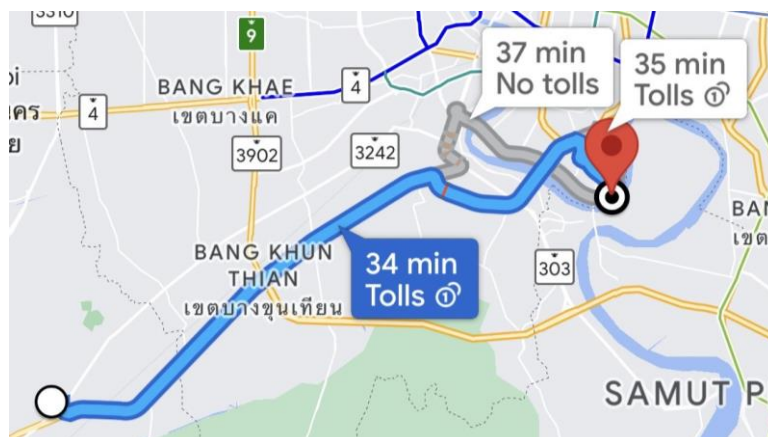 3310
9
37 min
No tolls
35 min
Tolls
BANG KHAE
เขตบางแค
4
4
3902
3242
BANG KHUN
THIAN
เขตบางขุนเทียน
34 min
Tolls
303
SAMUT P